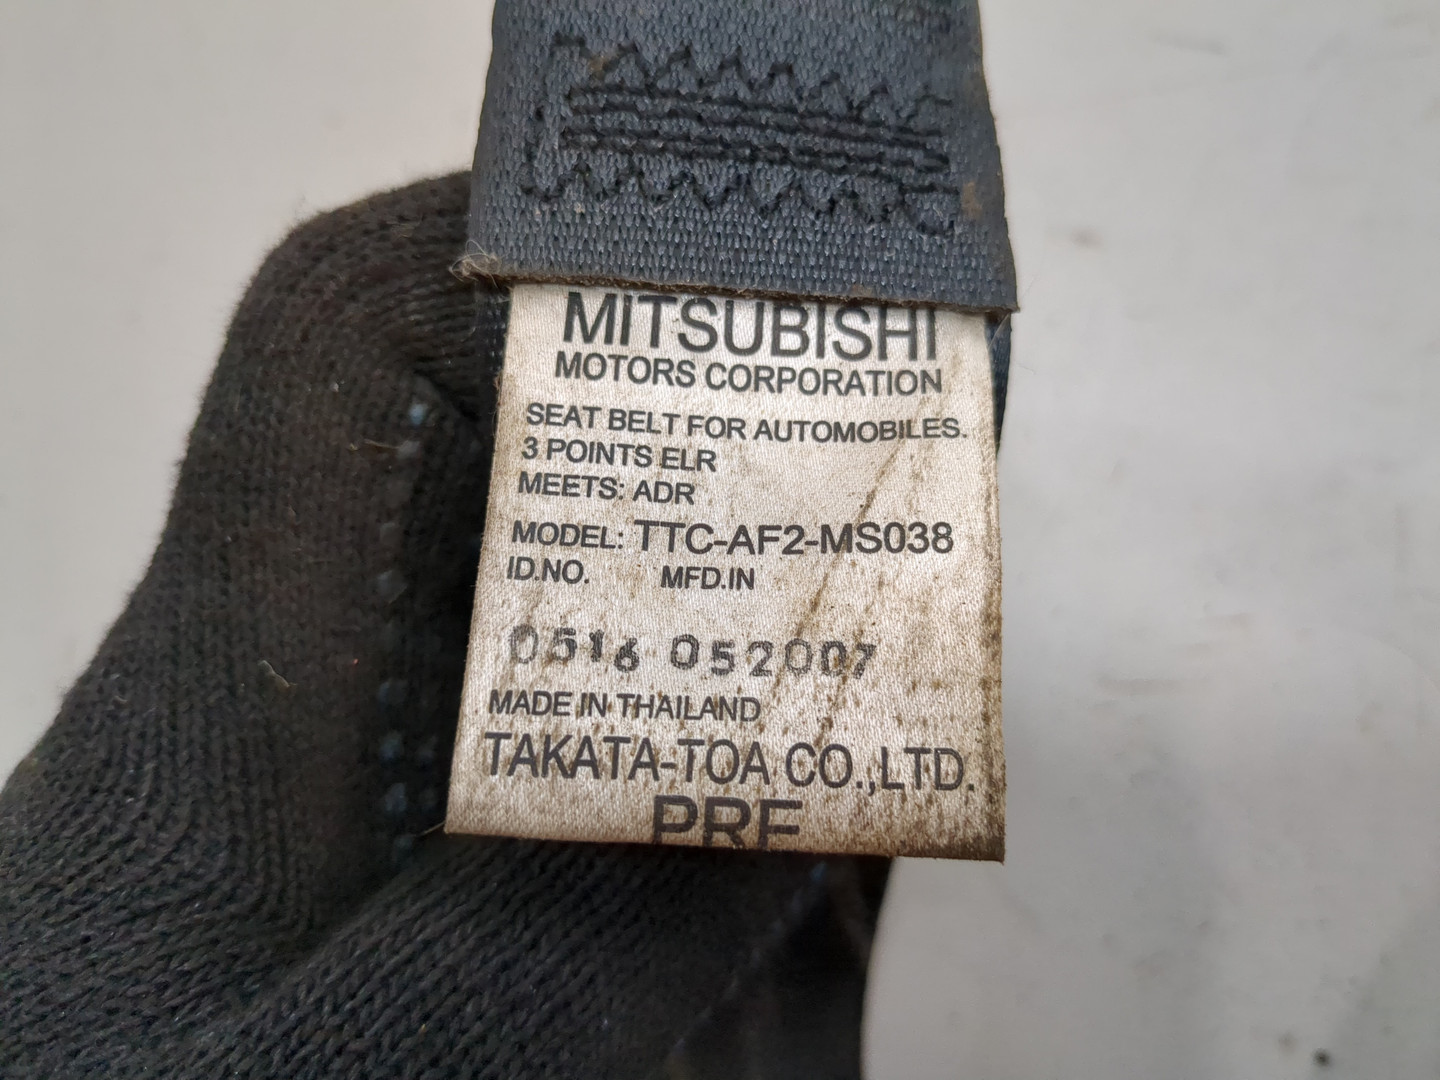 MITSUBISHI
MOTORS CORPORATION
SEAT BELT FOR AUTOMOBILES.
3 POINTS ELR
MEETS: ADR
MODEL: TTC-AF2-MS038
ID.NO. MFD.IN
0516 052007
MADE IN THAILAND
TAKATA-TOA CO.,LTD.
PRF